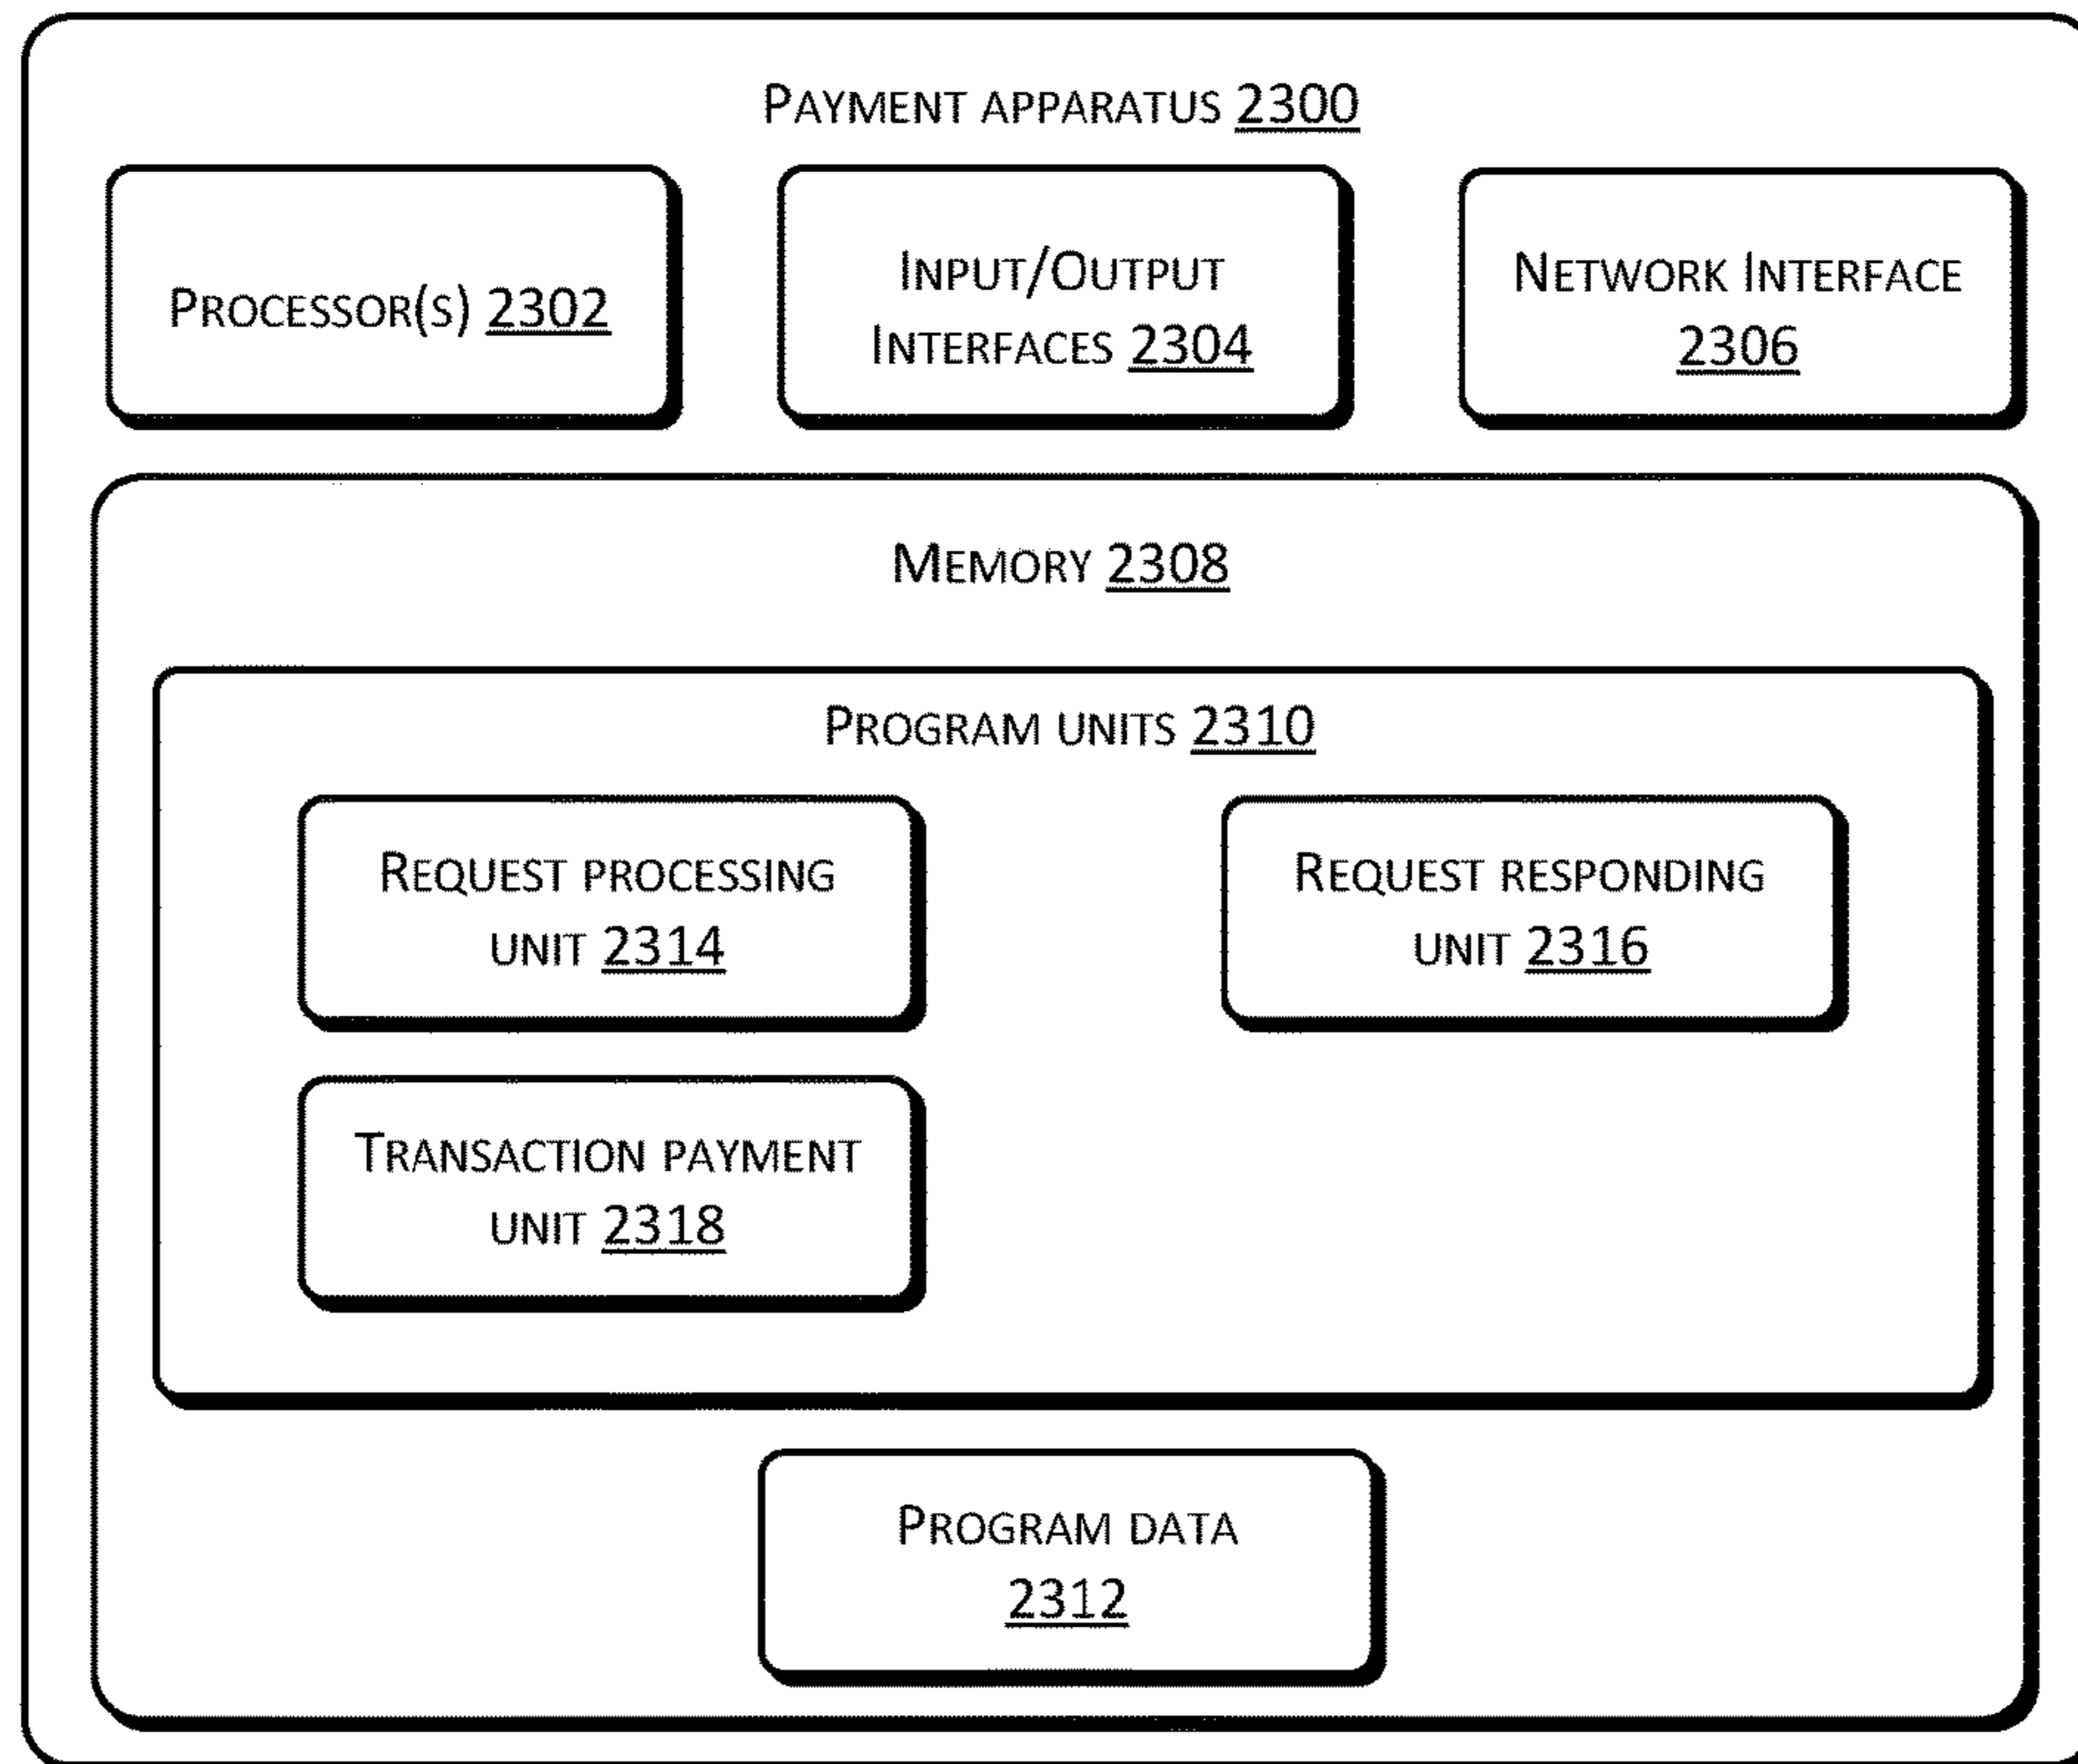 PAYMENT APPARATUS 2300
PROCESSOR(S) 2302
INPUT/OUTPUT
INTERFACES 2304
NETWORK INTERFACE
2306
MEMORY 2308
PROGRAM UNITS 2310
REQUEST PROCESSING
UNIT 2314
REQUEST RESPONDING
UNIT 2316
TRANSACTION PAYMENT
UNIT 2318
PROGRAM DATA
2312